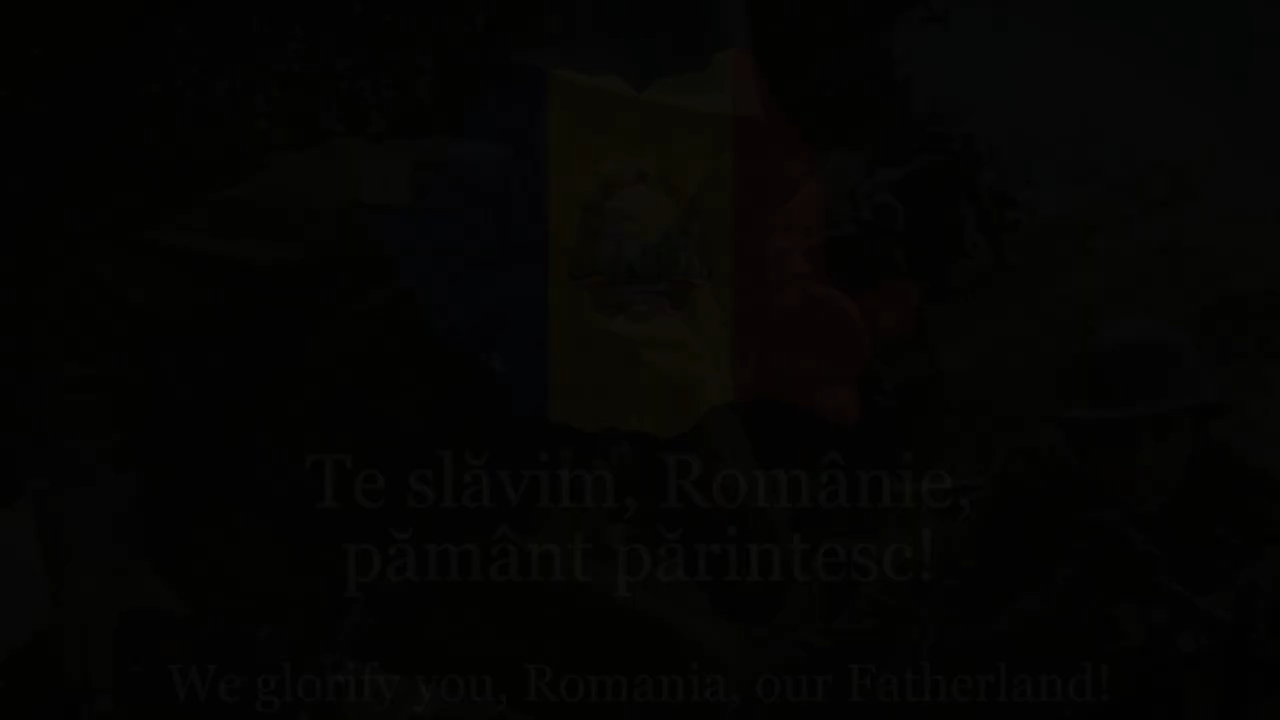 Te slăvim, Românie,
pământ părintesc!
We glorify you, Romania, our Fatherland!